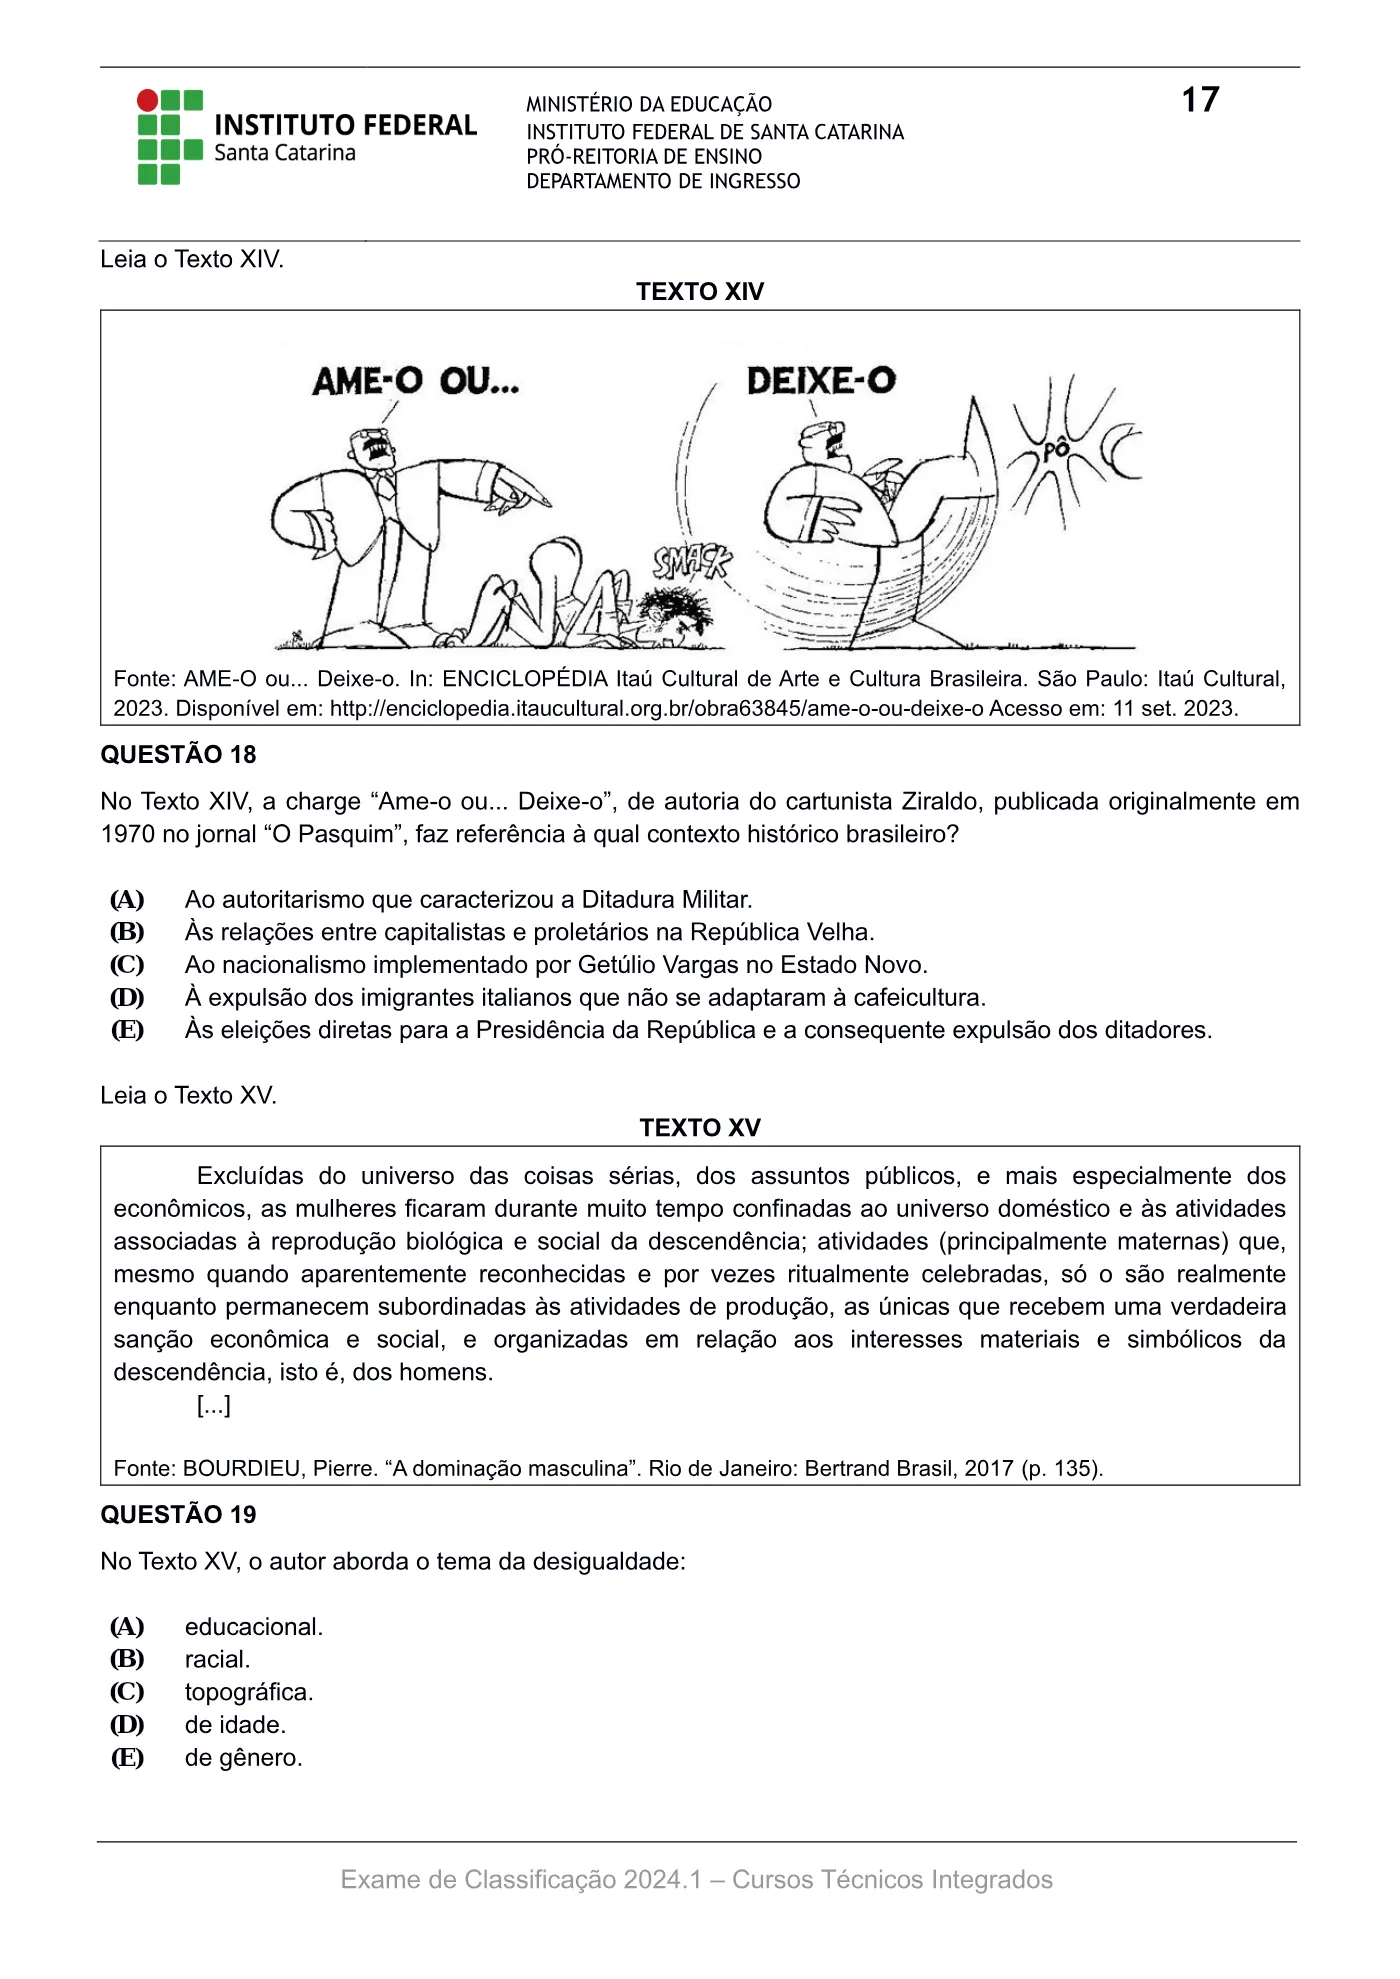 INSTITUTO FEDERAL
Santa Catarina
MINISTÉRIO DA EDUCAÇÃO
INSTITUTO FEDERAL DE SANTA CATARINA
PRÓ-REITORIA DE ENSINO
DEPARTAMENTO DE INGRESSO
17
Leia o Texto XIV.
TEXTO XIV
AME-O OU...
DEIXE-O
PÔ
SMACK
Fonte: AME-O ou... Deixe-o. In: ENCICLOPÉDIA Itaú Cultural de Arte e Cultura Brasileira. São Paulo: Itaú Cultural,
2023. Disponível em: http://enciclopedia.itaucultural.org.br/obra63845/ame-o-ou-deixe-o Acesso em: 11 set. 2023.
QUESTÃO 18
No Texto XIV, a charge “Ame-o ou... Deixe-o”, de autoria do cartunista Ziraldo, publicada originalmente em
1970 no jornal “O Pasquim”, faz referência à qual contexto histórico brasileiro?
(A) Ao autoritarismo que caracterizou a Ditadura Militar.
(B) Às relações entre capitalistas e proletários na República Velha.
(C) Ao nacionalismo implementado por Getúlio Vargas no Estado Novo.
(D) À expulsão dos imigrantes italianos que não se adaptaram à cafeicultura.
(E) Às eleições diretas para a Presidência da República e a consequente expulsão dos ditadores.
Leia o Texto XV.
TEXTO XV
Excluídas do universo das coisas sérias, dos assuntos públicos, e mais especialmente dos
econômicos, as mulheres ficaram durante muito tempo confinadas ao universo doméstico e às atividades
associadas à reprodução biológica e social da descendência; atividades (principalmente maternas) que,
mesmo quando aparentemente reconhecidas e por vezes ritualmente celebradas, só o são realmente
enquanto permanecem subordinadas às atividades de produção, as únicas que recebem uma verdadeira
sanção econômica e social, e organizadas em relação aos interesses materiais e simbólicos da
descendência, isto é, dos homens.
[...]
Fonte: BOURDIEU, Pierre. “A dominação masculina”. Rio de Janeiro: Bertrand Brasil, 2017 (p. 135).
QUESTÃO 19
No Texto XV, o autor aborda o tema da desigualdade:
(A) educacional.
(B) racial.
(C) topográfica.
(D) de idade.
(E) de gênero.
Exame de Classificação 2024.1 – Cursos Técnicos Integrados